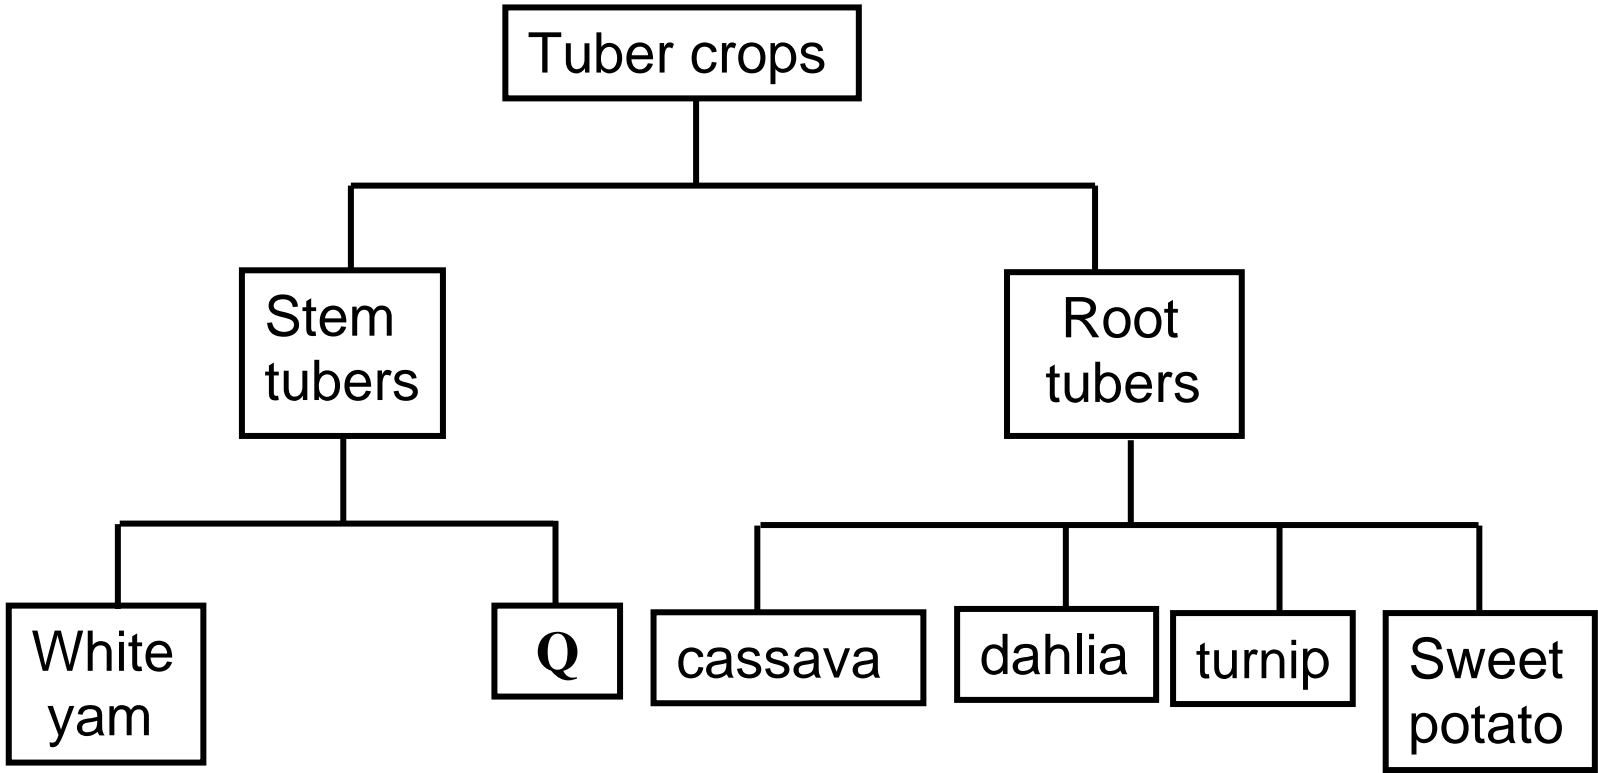 Tuber crops
Stem
tubers
Root
tubers
White
yam
Q
cassava
dahlia
turnip
Sweet
potato